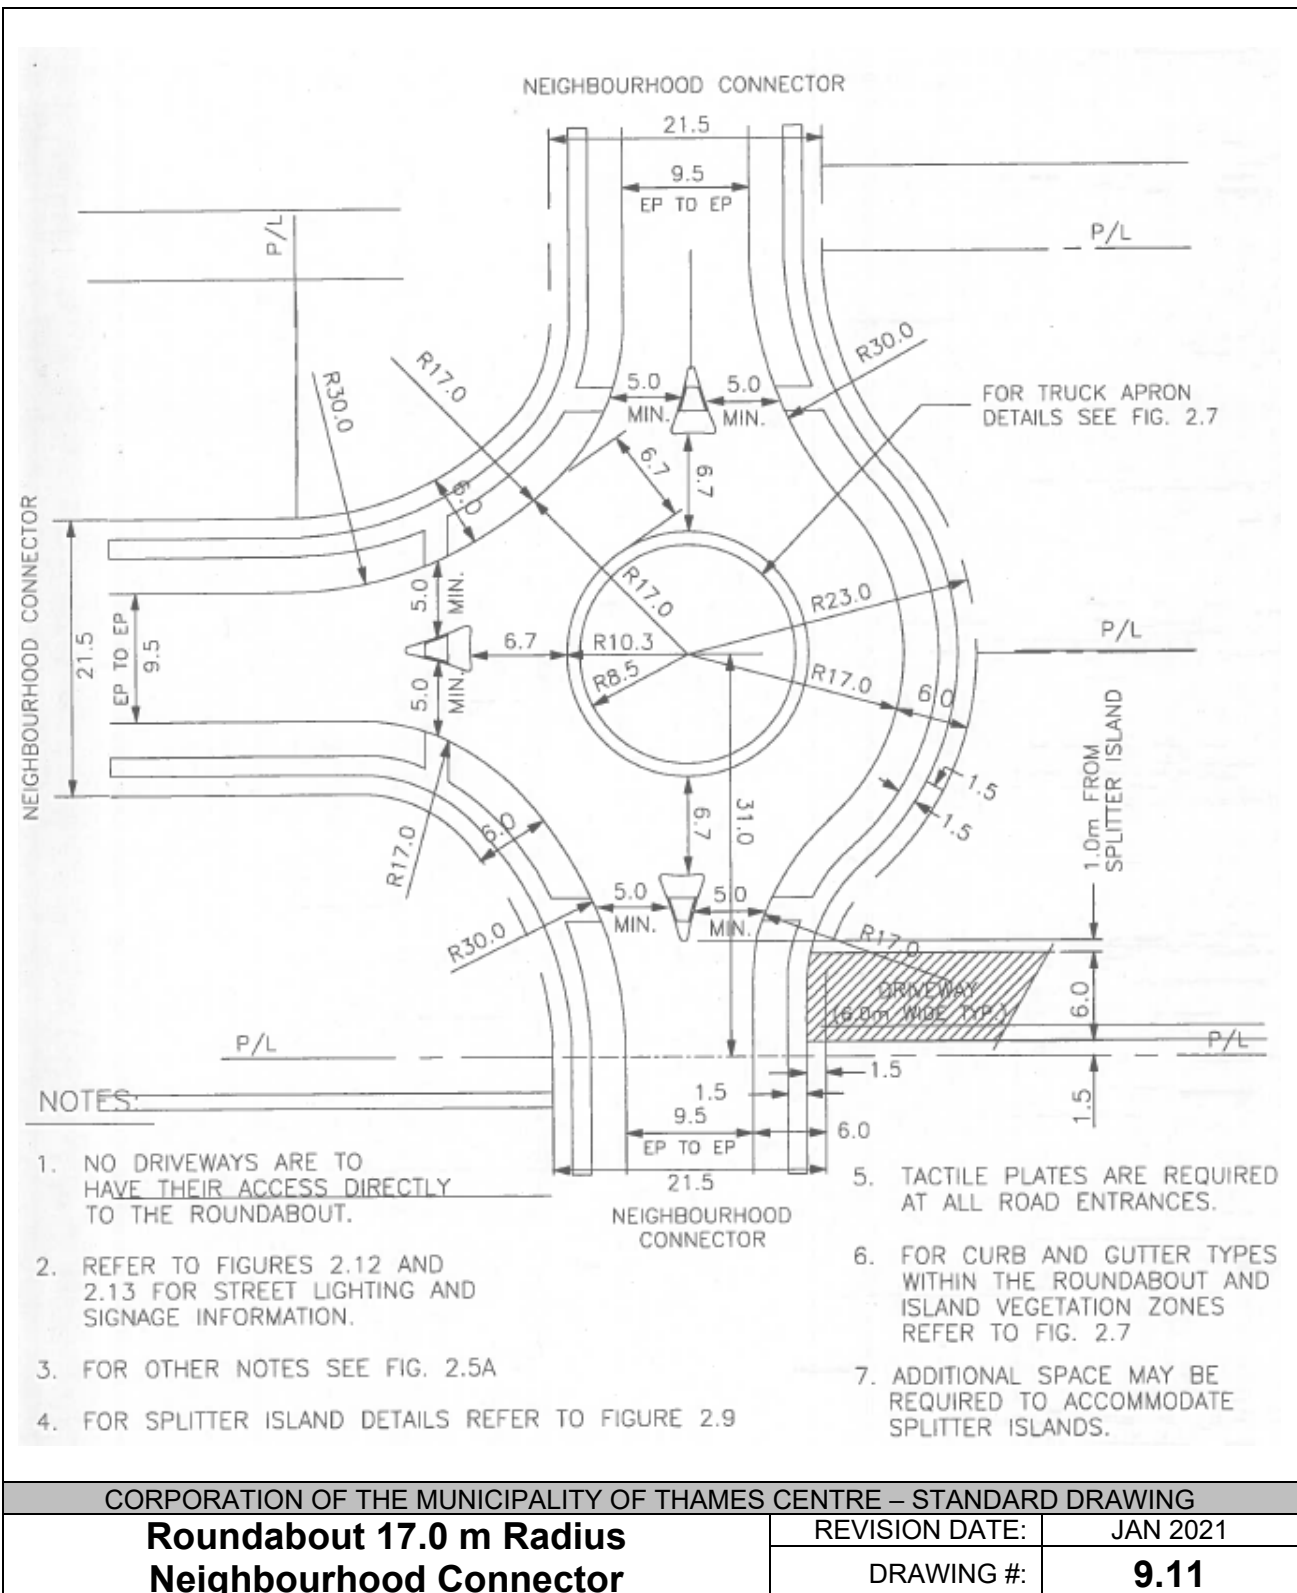 NEIGHBOURHOOD CONNECTOR
21.5
9.5
EP TO EP
P/L
P/L
R30.0
R17.0
R30.0
5.0
MIN.
5.0
MIN.
FOR TRUCK APRON
DETAILS SEE FIG. 2.7
6.7
6.7
6.0
NEIGHBOURHOOD CONNECTOR
21.5
EP TO EP
9.5
5.0
MIN.
5.0
MIN.
6.7
R17.0
R10.3
R8.5
R23.0
R17.0
6.0
P/L
1.5
1.5
1.0m FROM
SPLITTER ISLAND
31.0
6.7
6.0
R17.0
R30.0
5.0
MIN.
5.0
MIN.
R17.0
DRIVEWAY
(6.0m WIDE TYP.)
6.0
P/L
P/L
1.5
1.5
1.5
9.5
EP TO EP
6.0
21.5
NEIGHBOURHOOD
CONNECTOR
NOTES:
1. NO DRIVEWAYS ARE TO
HAVE THEIR ACCESS DIRECTLY
TO THE ROUNDABOUT.
2. REFER TO FIGURES 2.12 AND
2.13 FOR STREET LIGHTING AND
SIGNAGE INFORMATION.
3. FOR OTHER NOTES SEE FIG. 2.5A
4. FOR SPLITTER ISLAND DETAILS REFER TO FIGURE 2.9
5. TACTILE PLATES ARE REQUIRED
AT ALL ROAD ENTRANCES.
6. FOR CURB AND GUTTER TYPES
WITHIN THE ROUNDABOUT AND
ISLAND VEGETATION ZONES
REFER TO FIG. 2.7
7. ADDITIONAL SPACE MAY BE
REQUIRED TO ACCOMMODATE
SPLITTER ISLANDS.
CORPORATION OF THE MUNICIPALITY OF THAMES CENTRE – STANDARD DRAWING
Roundabout 17.0 m Radius
Neighbourhood Connector
REVISION DATE: JAN 2021
DRAWING #: 9.11